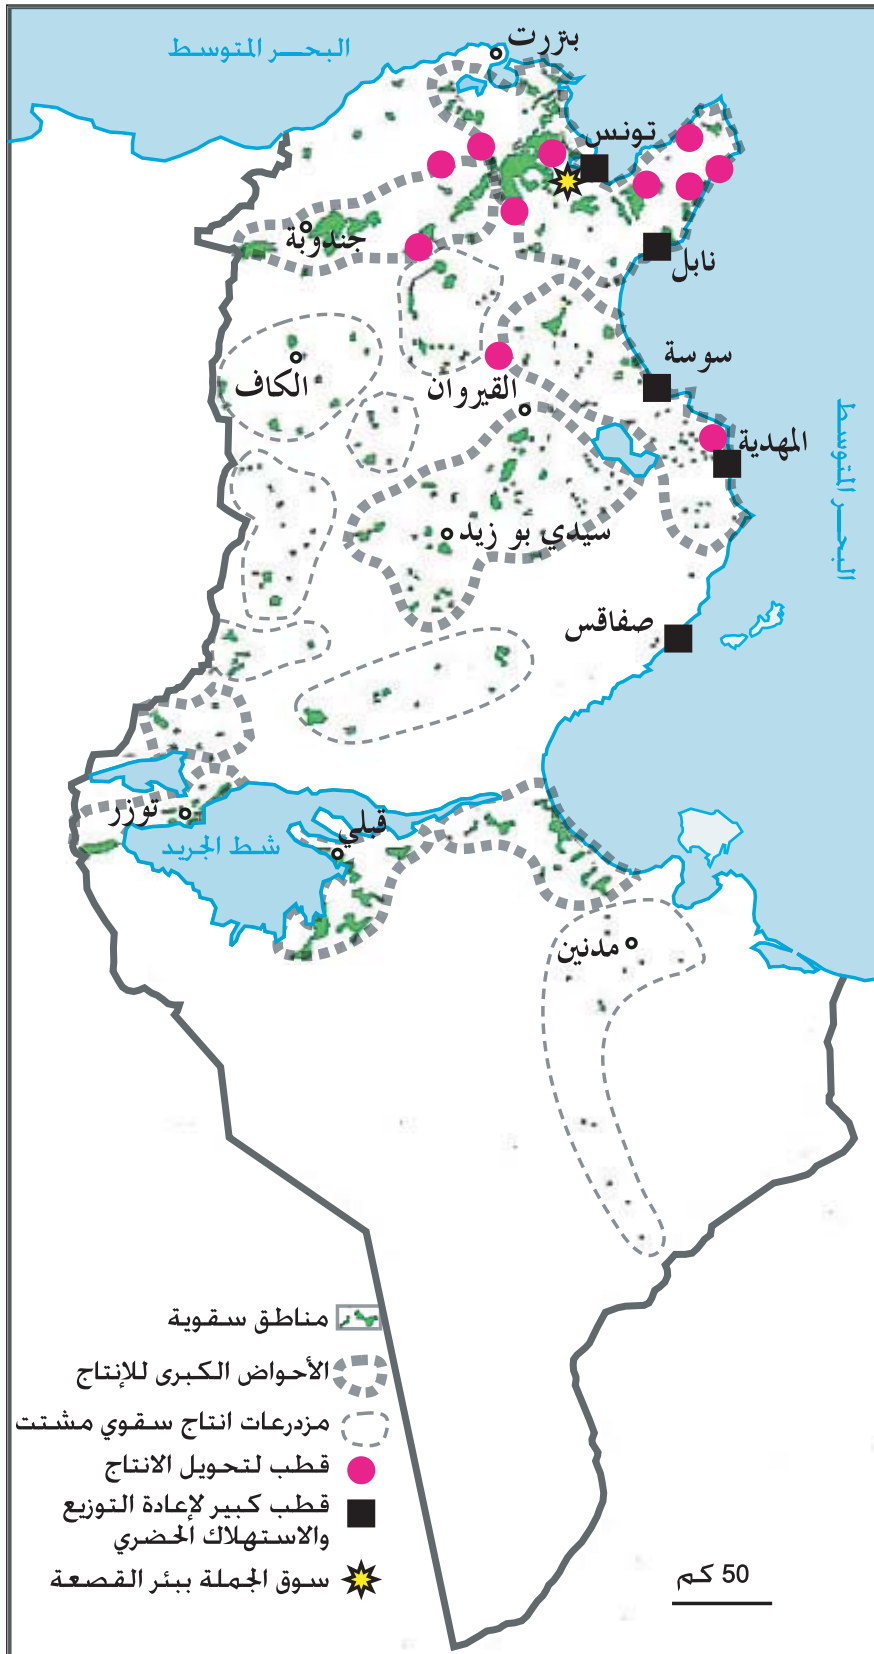 البحـــر المتوسط
بنزرت
تونس
جندوبة
نابل
سوسة
الكاف
القيروان
المهدية
البحـــر المتوسط
سيدي بو زيد
صفاقس
توزر
قبلي
شط الجريد
مدنين
مناطق سقوية
الأحواض الكبرى للإنتاج
مزدرعات انتاج سقوي مشتت
قطب لتحويل الانتاج
قطب كبير لإعادة التوزيع
والاستهلاك الحضري
سوق الجملة ببئر القصعة
50 كم